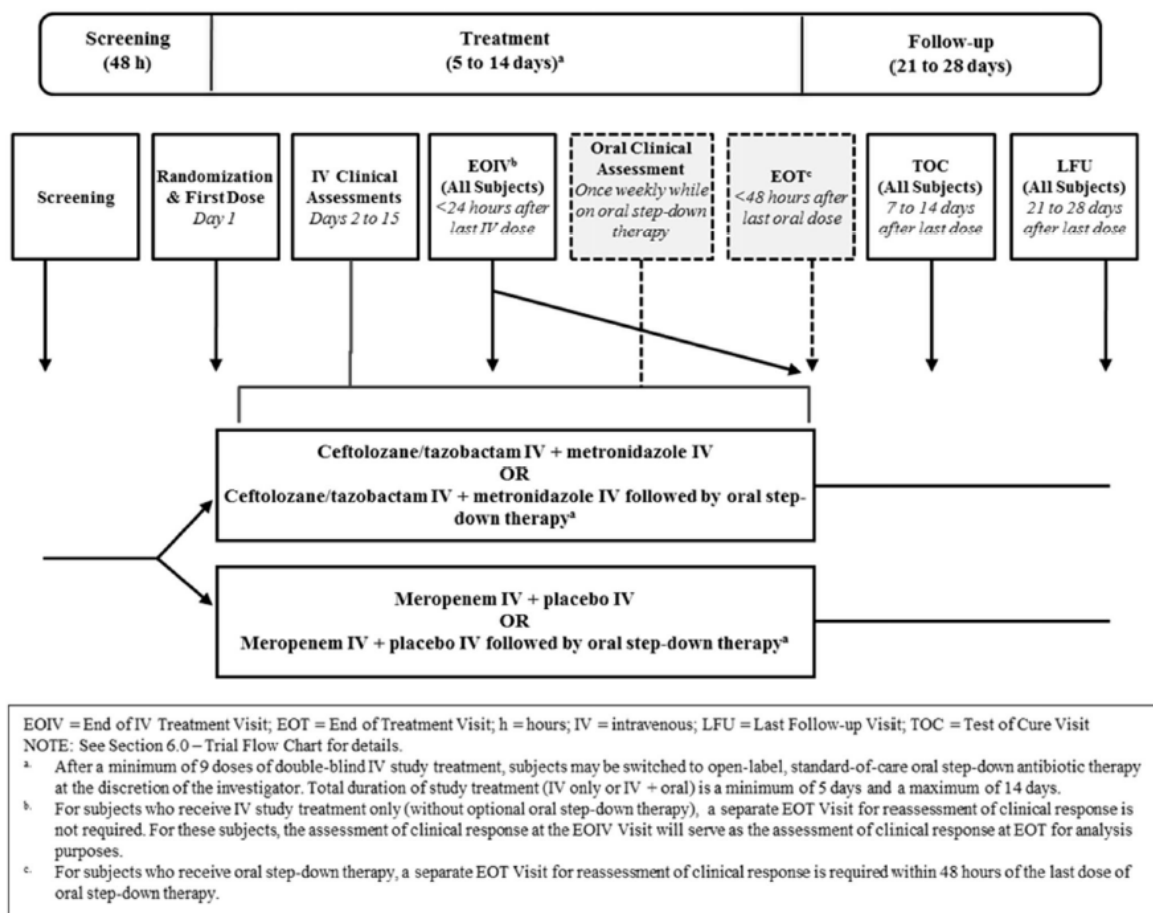 Screening
(48 h)
Treatment
(5 to 14 days)a
Follow-up
(21 to 28 days)
Screening
Randomization
& First Dose
Day 1
IV Clinical
Assessments
Days 2 to 15
EOIVb
(All Subjects)
<24 hours after
last IV dose
Oral Clinical
Assessment
Once weekly while
on oral step-down
therapy
EOTc
<48 hours after
last oral dose
TOC
(All Subjects)
7 to 14 days
after last dose
LFU
(All Subjects)
21 to 28 days
after last dose
Ceftolozane/tazobactam IV + metronidazole IV
OR
Ceftolozane/tazobactam IV + metronidazole IV followed by oral step-
down therapya
Meropenem IV + placebo IV
OR
Meropenem IV + placebo IV followed by oral step-down therapya
EOIV = End of IV Treatment Visit; EOT = End of Treatment Visit; h = hours; IV = intravenous; LFU = Last Follow-up Visit; TOC = Test of Cure Visit
NOTE: See Section 6.0 – Trial Flow Chart for details.
a. After a minimum of 9 doses of double-blind IV study treatment, subjects may be switched to open-label, standard-of-care oral step-down antibiotic therapy
at the discretion of the investigator. Total duration of study treatment (IV only or IV + oral) is a minimum of 5 days and a maximum of 14 days.
b. For subjects who receive IV study treatment only (without optional oral step-down therapy), a separate EOT Visit for reassessment of clinical response is
not required. For these subjects, the assessment of clinical response at the EOIV Visit will serve as the assessment of clinical response at EOT for analysis
purposes.
c. For subjects who receive oral step-down therapy, a separate EOT Visit for reassessment of clinical response is required within 48 hours of the last dose of
oral step-down therapy.